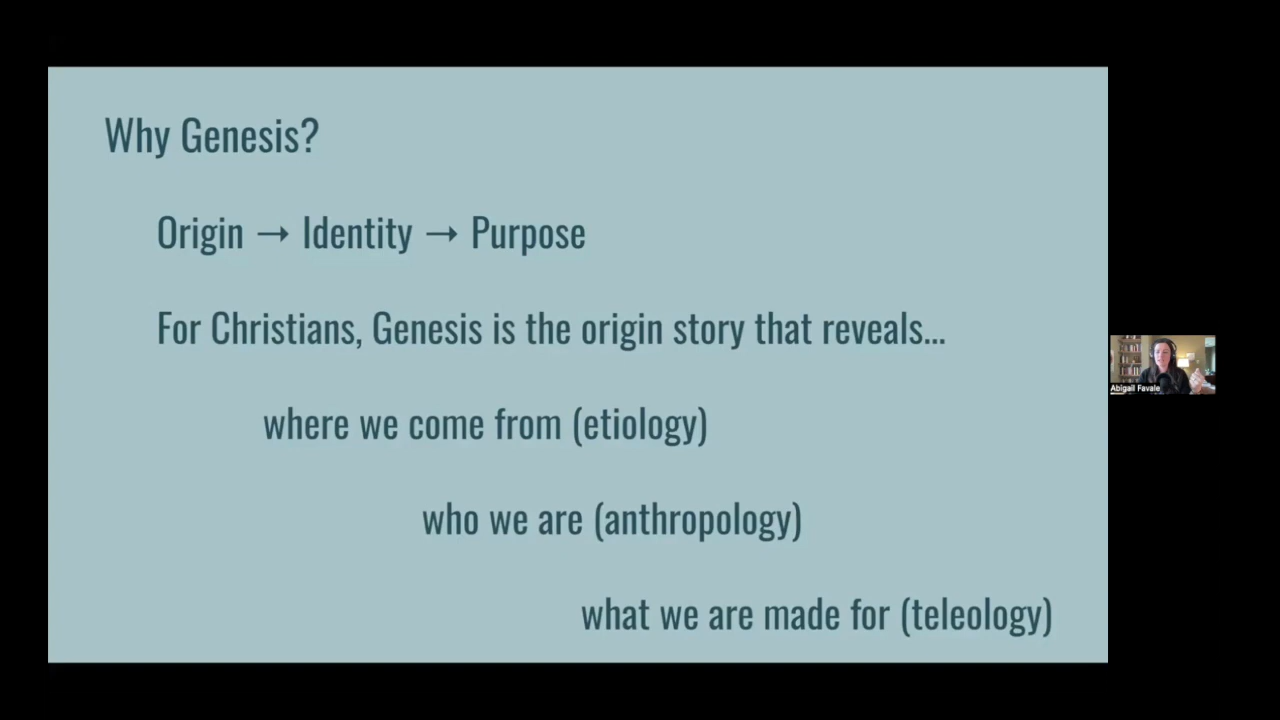 Why Genesis?
Origin → Identity → Purpose
For Christians, Genesis is the origin story that reveals...
where we come from (etiology)
who we are (anthropology)
what we are made for (teleology)
Abigail Favale